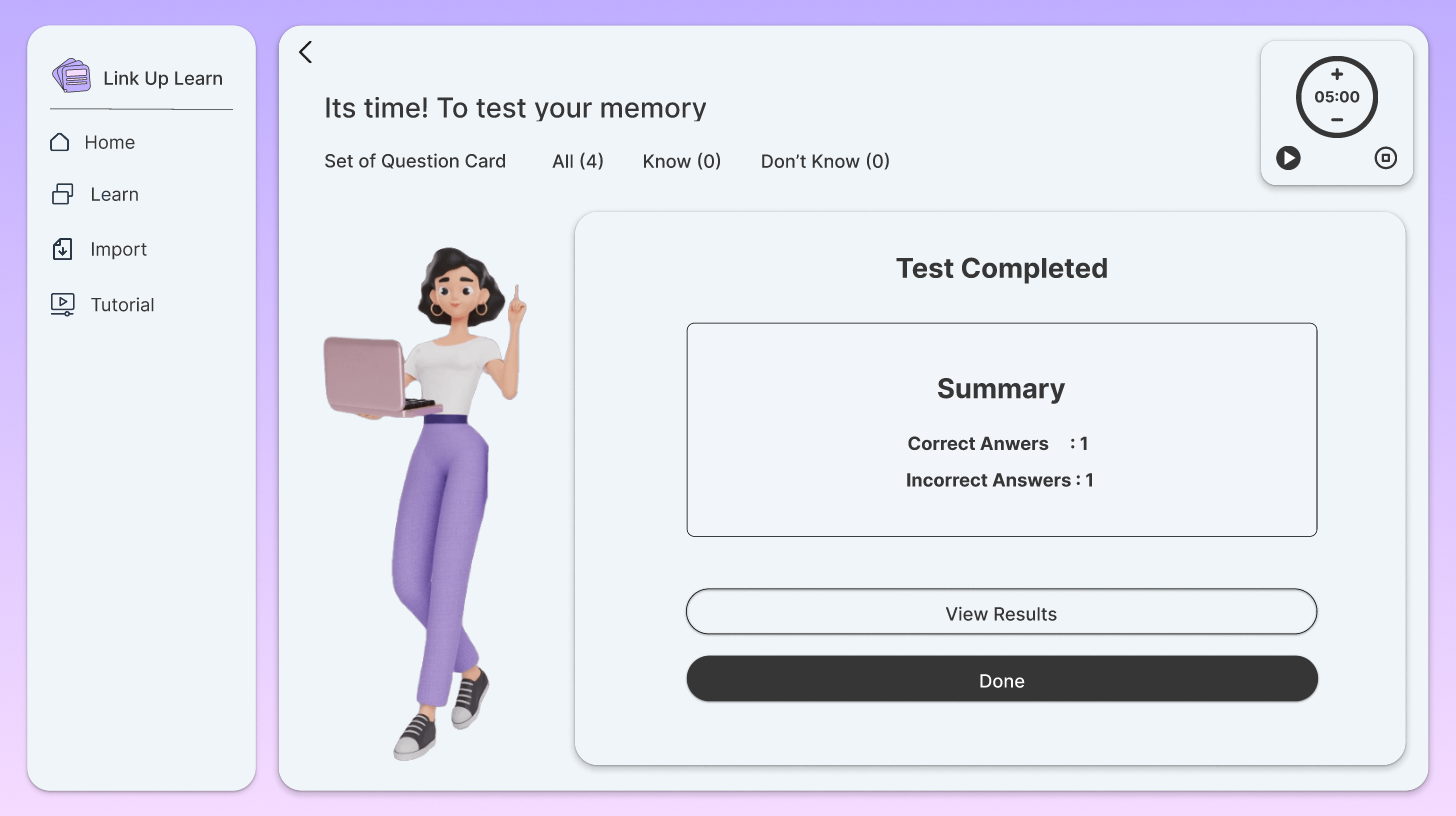 Link Up Learn
Home
Learn
Import
Tutorial
Its time! To test your memory
Set of Question Card All (4) Know (0) Don’t Know (0)
+
05:00
−
Test Completed
Summary
Correct Anwers : 1
Incorrect Answers : 1
View Results
Done